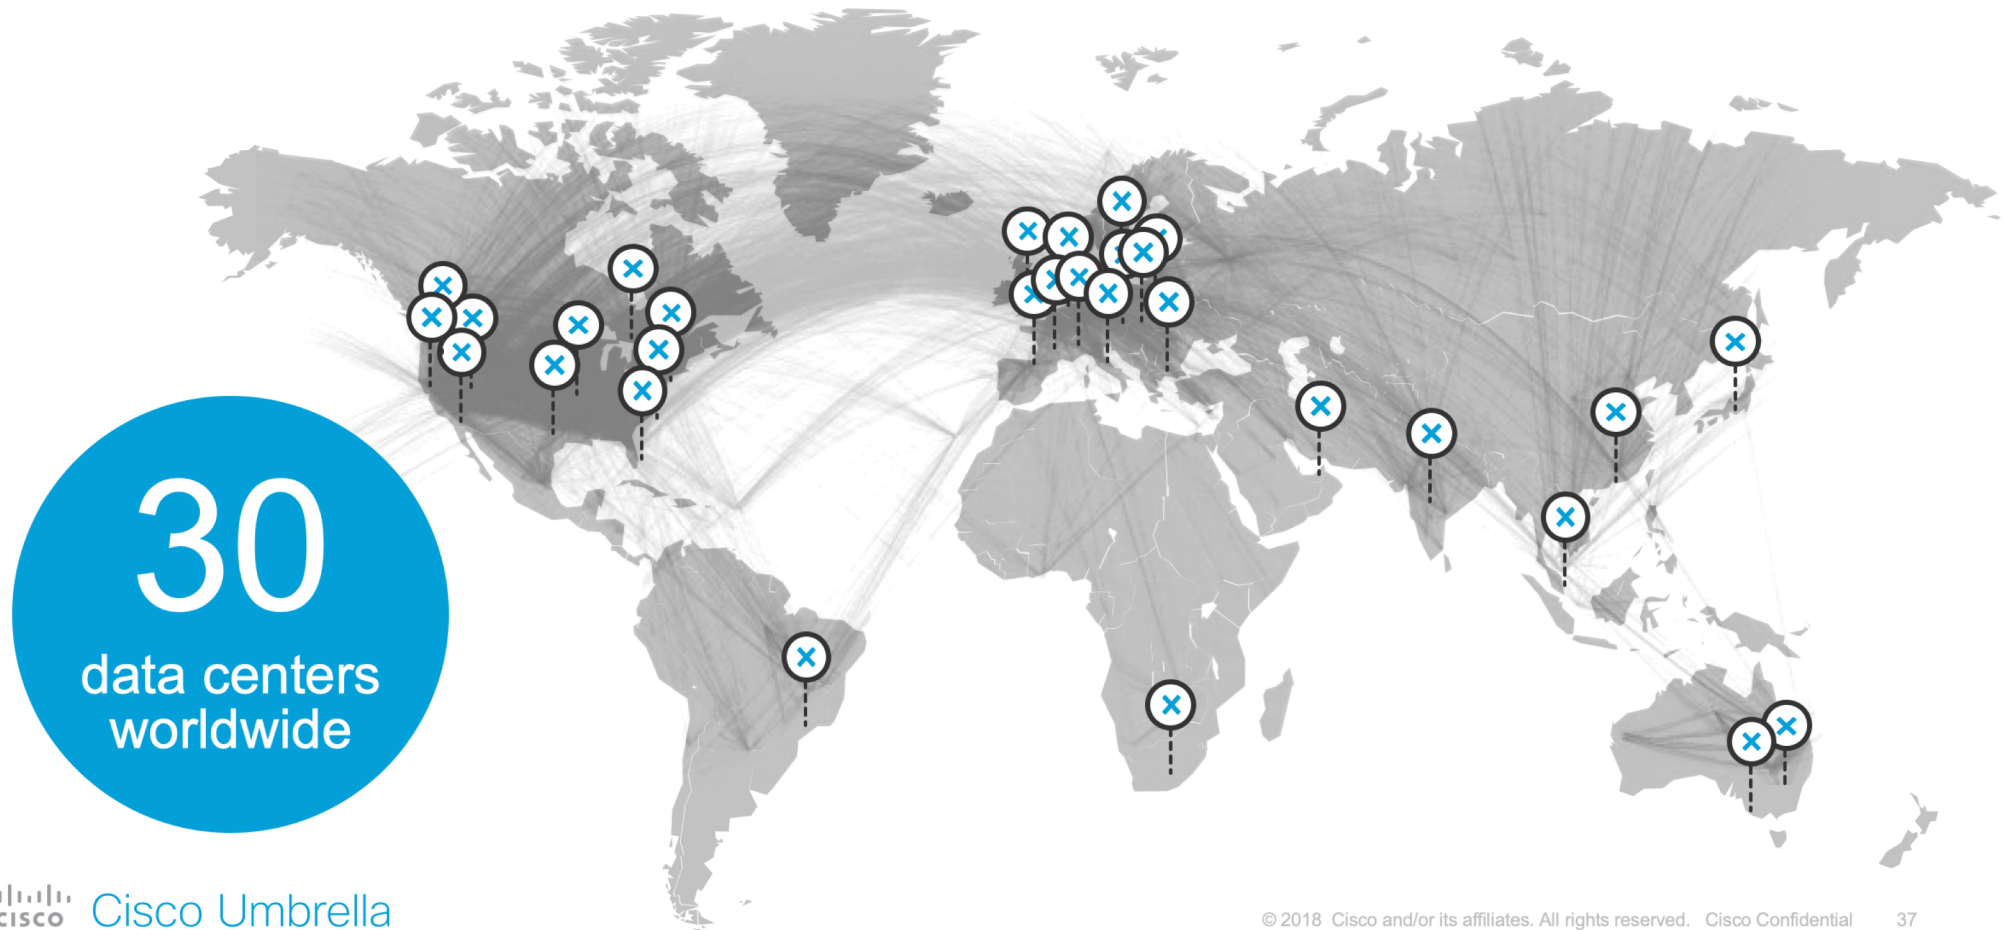 30
data centers
worldwide
CISCO
Cisco Umbrella
© 2018 Cisco and/or its affiliates. All rights reserved. Cisco Confidential 37